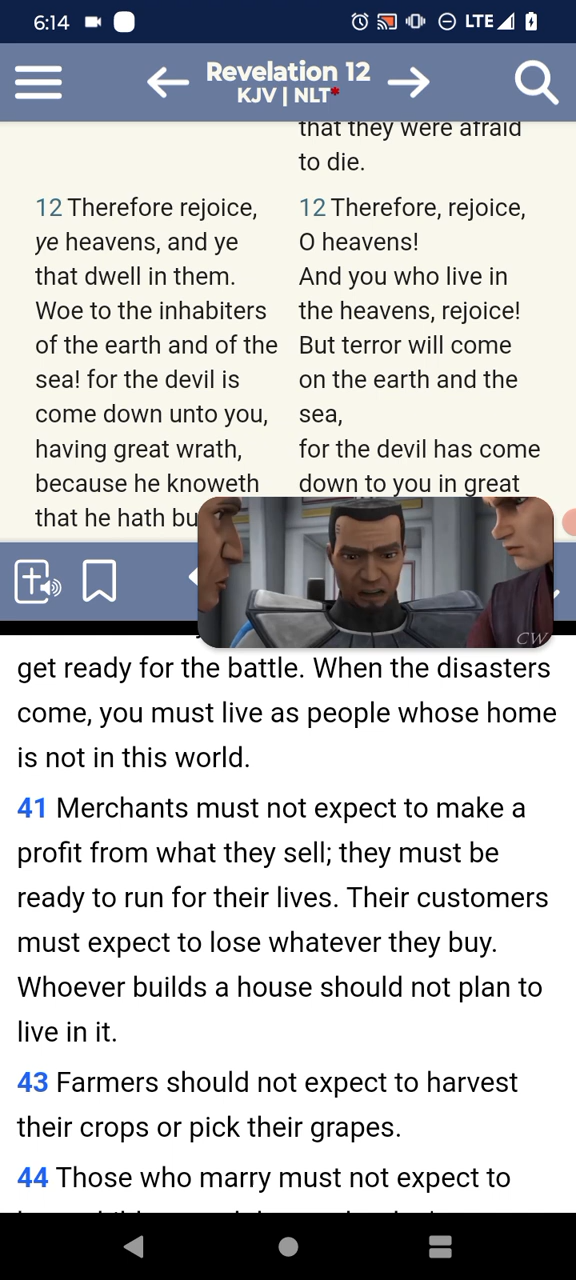 6:14
LTE
Revelation 12
KJV | NLT*
that they were afraid
to die.
12 Therefore rejoice,
ye heavens, and ye
that dwell in them.
Woe to the inhabiters
of the earth and of the
sea! for the devil is
come down unto you,
having great wrath,
because he knoweth
that he hath bu
12 Therefore, rejoice,
O heavens!
And you who live in
the heavens, rejoice!
But terror will come
on the earth and the
sea,
for the devil has come
down to you in great
CW
get ready for the battle. When the disasters
come, you must live as people whose home
is not in this world.
41 Merchants must not expect to make a
profit from what they sell; they must be
ready to run for their lives. Their customers
must expect to lose whatever they buy.
Whoever builds a house should not plan to
live in it.
43 Farmers should not expect to harvest
their crops or pick their grapes.
44 Those who marry must not expect to